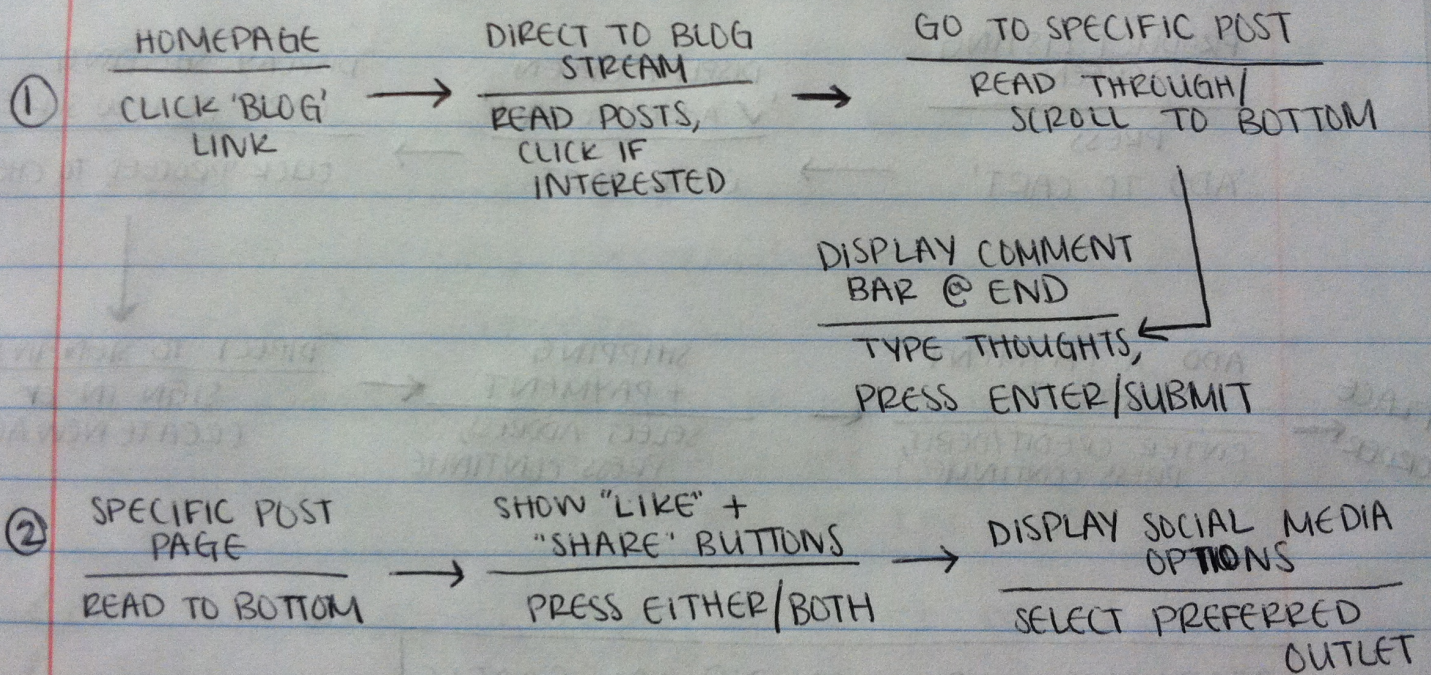 ①
HOMEPAGE
CLICK 'BLOG'
LINK
DIRECT TO BLOG
STREAM
READ POSTS,
CLICK IF
INTERESTED
GO TO SPECIFIC POST
READ THROUGH/
SCROLL TO BOTTOM
DISPLAY COMMENT
BAR @ END
TYPE THOUGHTS,
PRESS ENTER/SUBMIT
②
SPECIFIC POST
PAGE
READ TO BOTTOM
SHOW "LIKE" +
"SHARE" BUTTONS
PRESS EITHER/BOTH
DISPLAY SOCIAL MEDIA
OPTIONS
SELECT PREFERRED
OUTLET